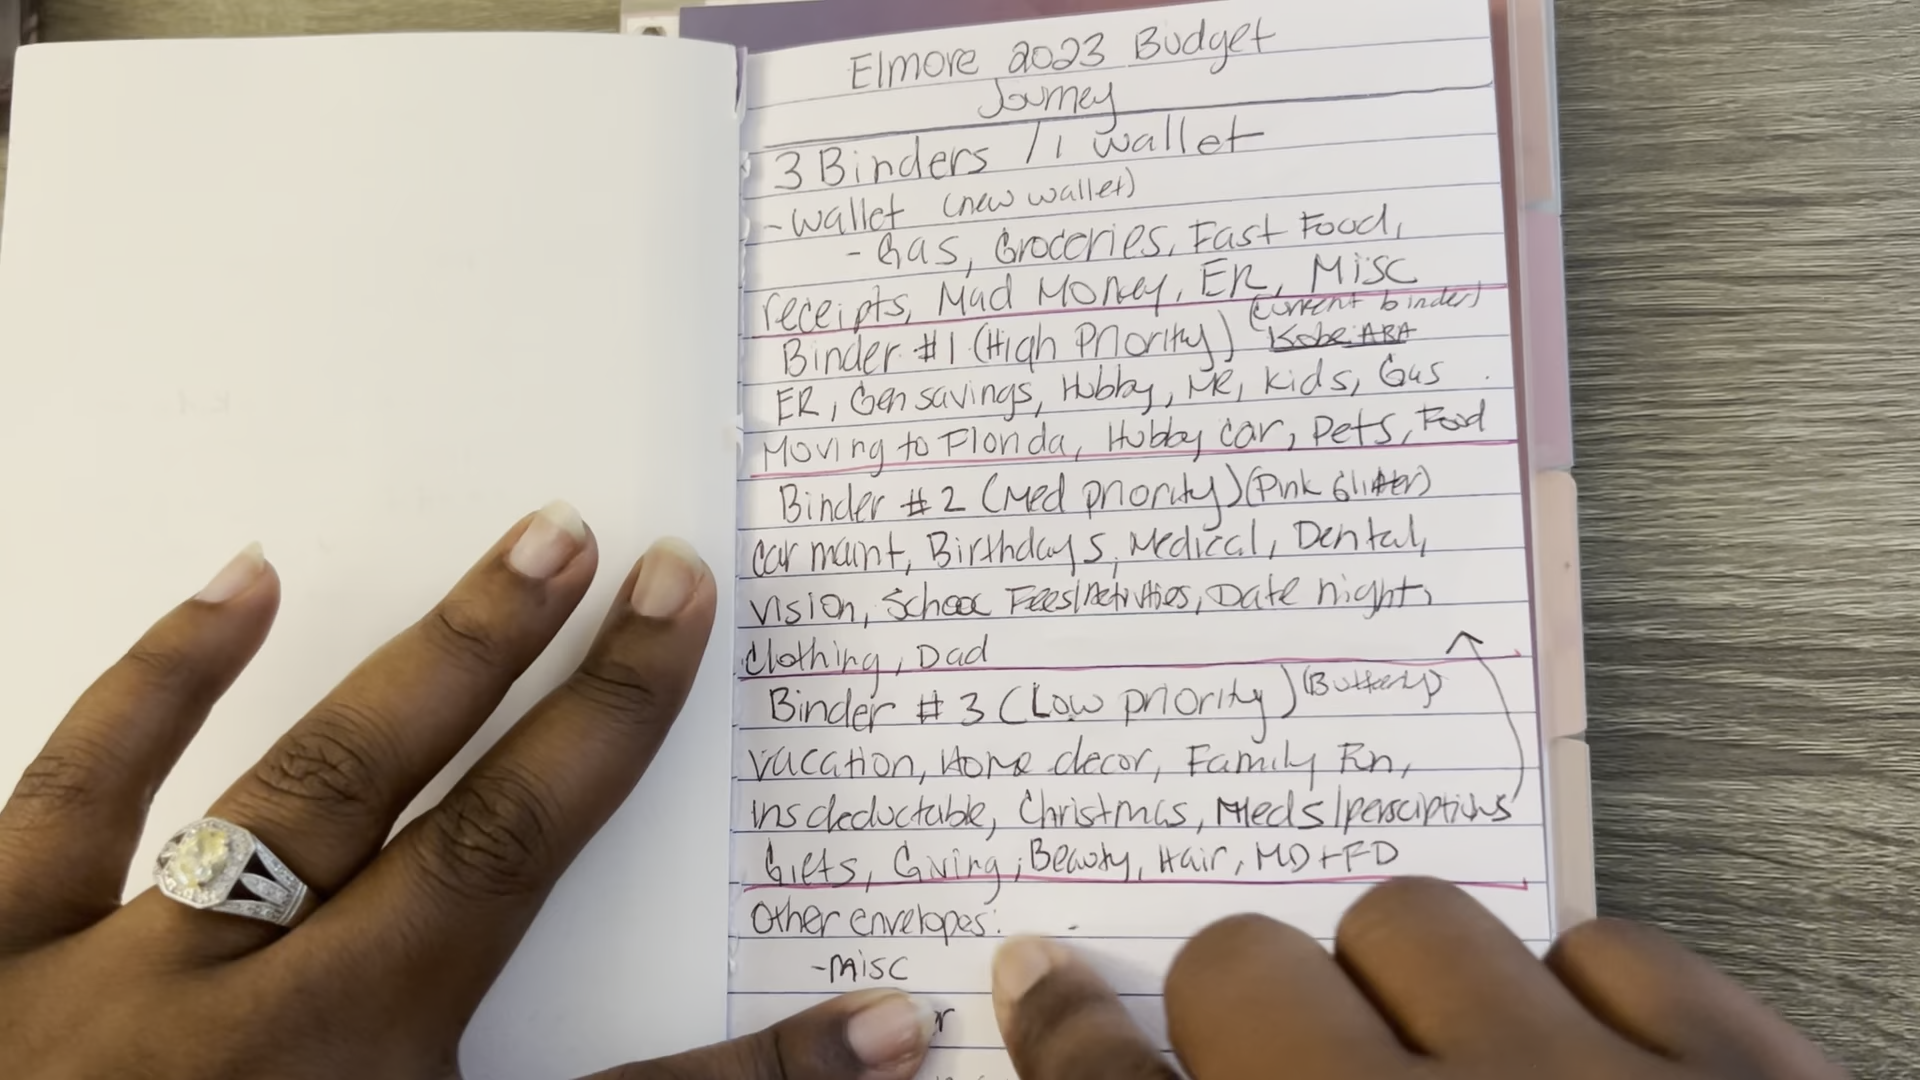 Elmore 2023 Budget
Journey
3 Binders / 1 wallet
- wallet (new wallet)
- Gas, Groceries, Fast Food,
receipts, Mad Money, ER, Misc
(current binder)
Binder #1 (High Priority) Kobe ABA
ER, Gen savings, Hubby, ME, kids, Gas
Moving to Florida, Hubby car, Pets, Food
Binder #2 (Med priority) (Pink Glitter)
car maint, Birthdays, Medical, Dental,
vision, School Fees/Activities, Date night,
Clothing, Dad
Binder #3 (Low priority) (Butterfly)
vacation, Home decor, Family Fun,
Ins deductable, Christmas, Meds/persciptions
Gifts, Giving, Beauty, Hair, MD+FD
Other envelopes:
- Misc